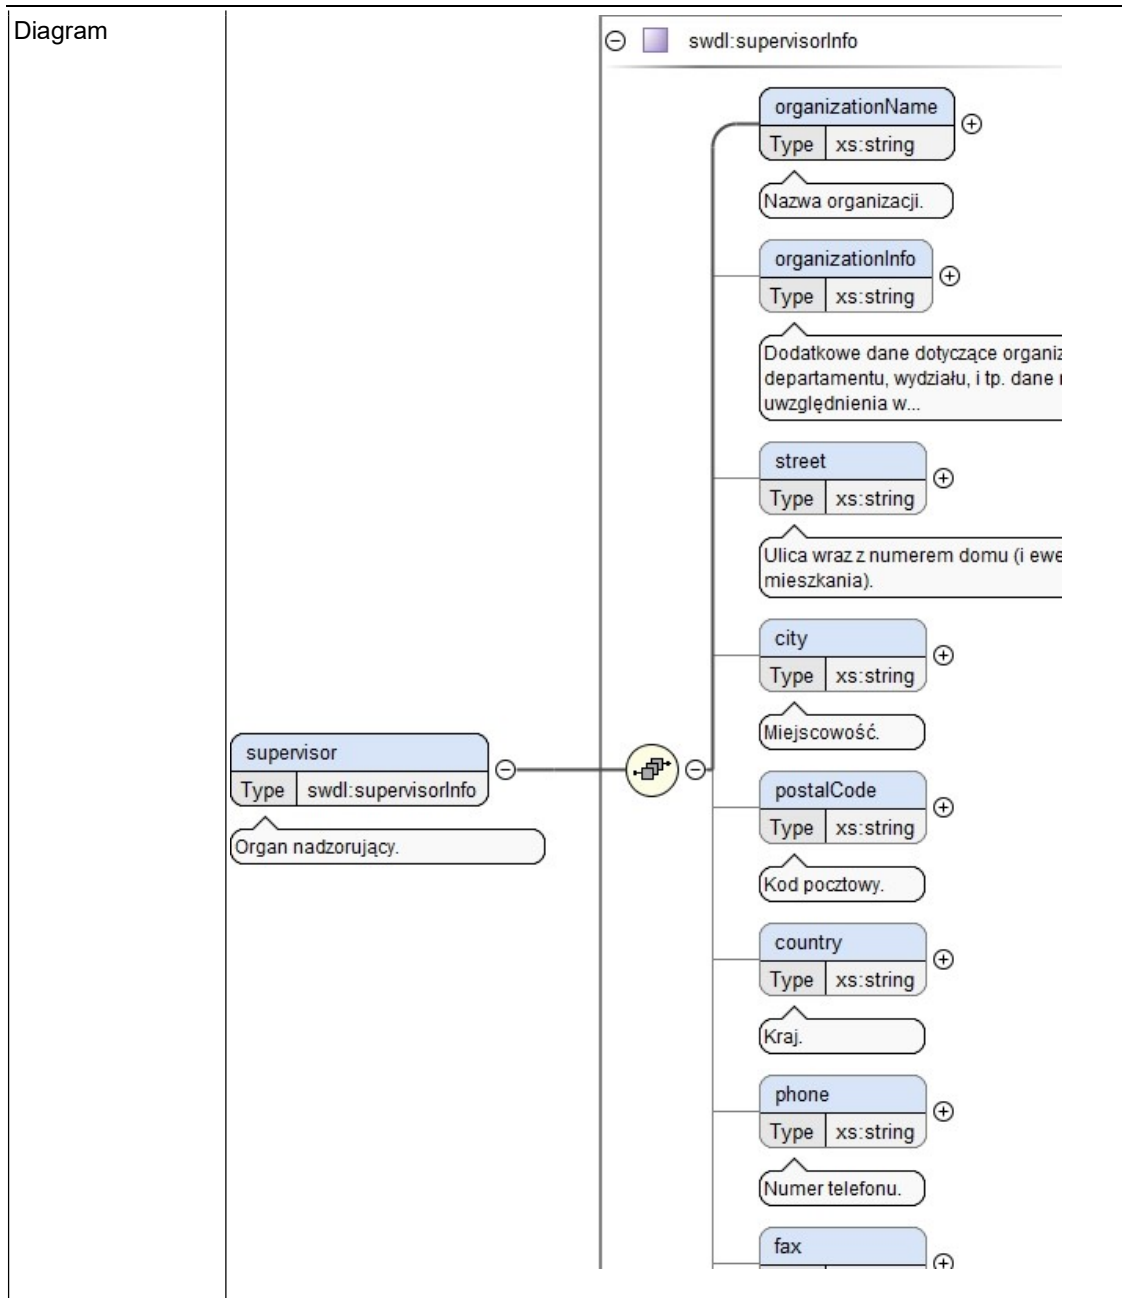 Diagram
swdl:supervisorInfo
organizationName
Type xs:string
Nazwa organizacji.
organizationInfo
Type xs:string
Dodatkowe dane dotyczące
departamentu, wydziału, i tp. dane
uwzględnienia w...
street
Type xs:string
Ulica wraz z numerem domu (i
mieszkania).
city
Type xs:string
Miejscowość.
supervisor
Type swdl:supervisorInfo
Organ nadzorujący.
postalCode
Type xs:string
Kod pocztowy.
country
Type xs:string
Kraj.
phone
Type xs:string
Numer telefonu.
fax